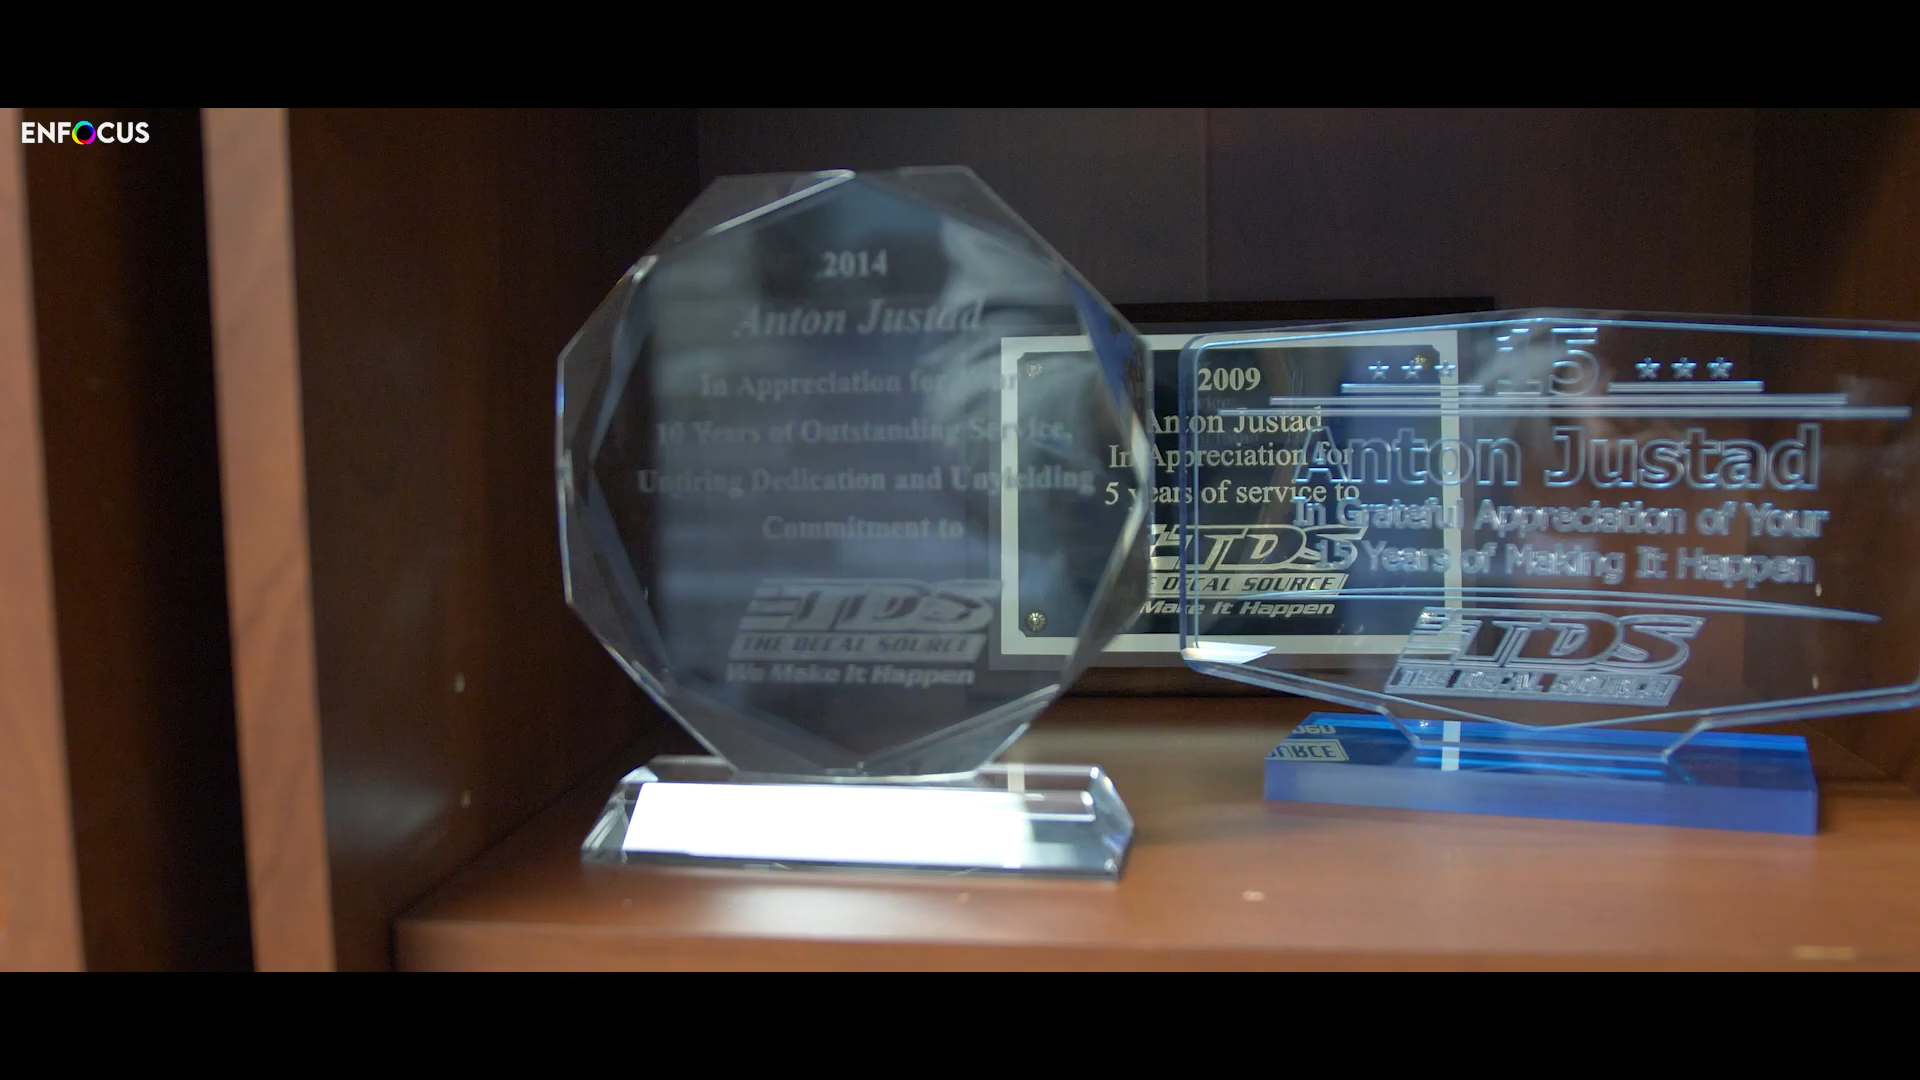 ENFOCUS
2014
Anton Justad
In Appreciation for Your
10 Years of Outstanding Service,
Untiring Dedication and Unyielding
Commitment to
TDS
THE DECAL SOURCE
We Make It Happen
2009
Anton Justad
In Appreciation for
5 years of service to
TDS
DECAL SOURCE
Make It Happen
15
Anton Justad
In Grateful Appreciation of Your
15 Years of Making It Happen
TDS
THE DECAL SOURCE